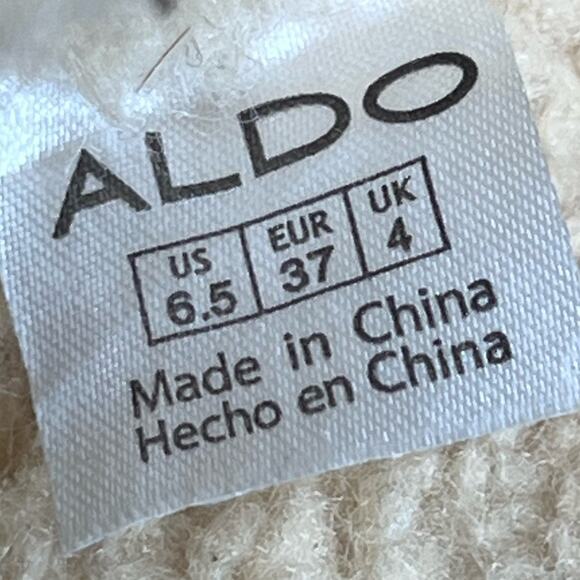 ALDO
US EUR UK
6.5 37 4
Made in China
Hecho en China